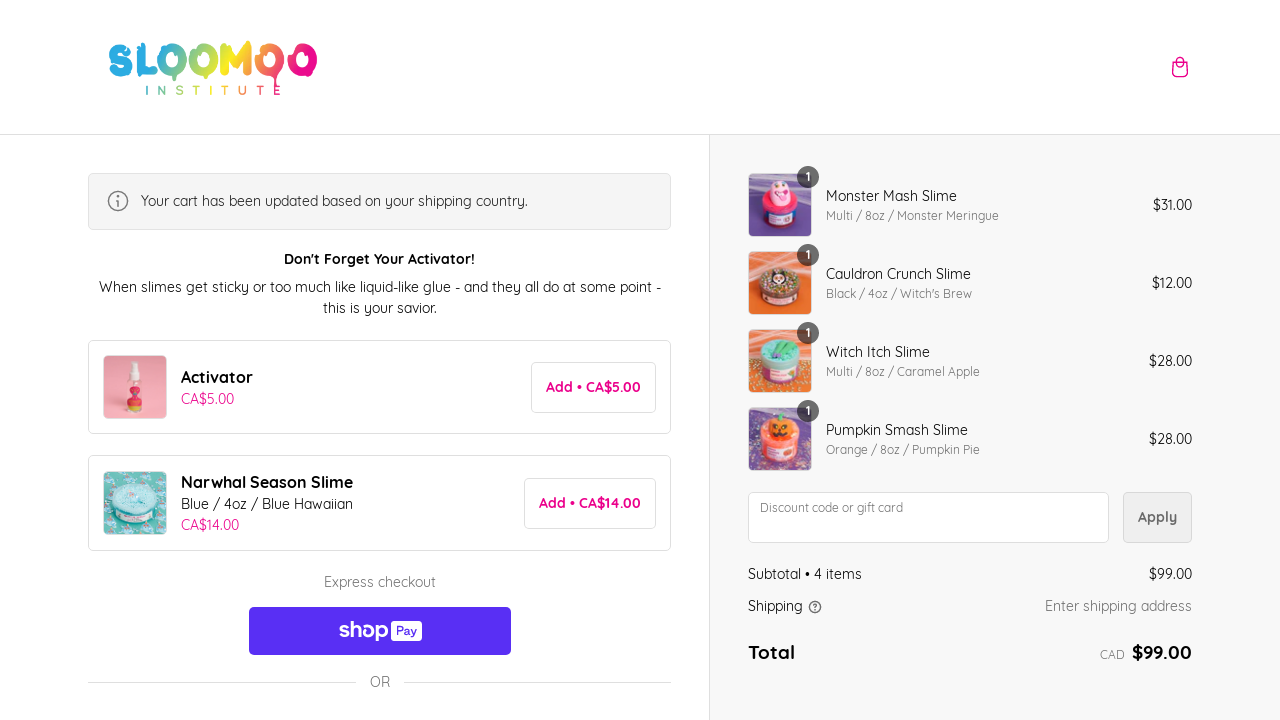 SLOOMOO
INSTITUTE
Your cart has been updated based on your shipping country.
Don't Forget Your Activator!
When slimes get sticky or too much like liquid-like glue - and they all do at some point -
this is your savior.
Activator
CA$5.00
Add • CA$5.00
Narwhal Season Slime
Blue / 4oz / Blue Hawaiian
CA$14.00
Add • CA$14.00
Express checkout
shop Pay
OR
1
Monster Mash Slime
Multi / 8oz / Monster Meringue
$31.00
1
Cauldron Crunch Slime
Black / 4oz / Witch's Brew
$12.00
1
Witch Itch Slime
Multi / 8oz / Caramel Apple
$28.00
1
Pumpkin Smash Slime
Orange / 8oz / Pumpkin Pie
$28.00
Discount code or gift card
Apply
Subtotal • 4 items
$99.00
Shipping
Enter shipping address
Total
CAD $99.00